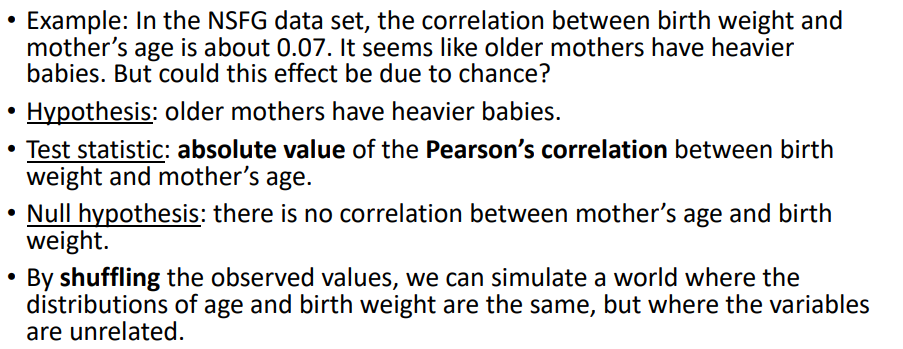 • Example: In the NSFG data set, the correlation between birth weight and
mother’s age is about 0.07. It seems like older mothers have heavier
babies. But could this effect be due to chance?
• Hypothesis: older mothers have heavier babies.
• Test statistic: absolute value of the Pearson’s correlation between birth
weight and mother’s age.
• Null hypothesis: there is no correlation between mother’s age and birth
weight.
• By shuffling the observed values, we can simulate a world where the
distributions of age and birth weight are the same, but where the variables
are unrelated.